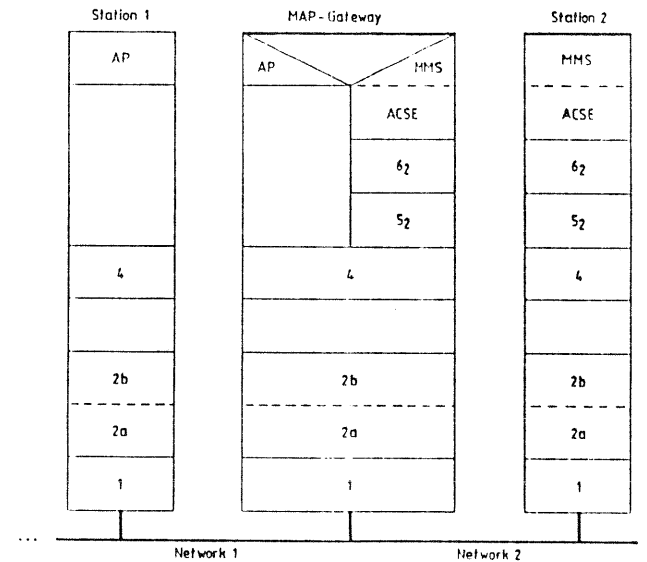 Station 1
MAP-Gateway
Station 2
AP
AP
MMS
MMS
ACSE
ACSE
6₂
6₂
5₂
5₂
4
4
4
2b
2b
2b
2a
2a
2a
1
1
1
...
Network 1
Network 2